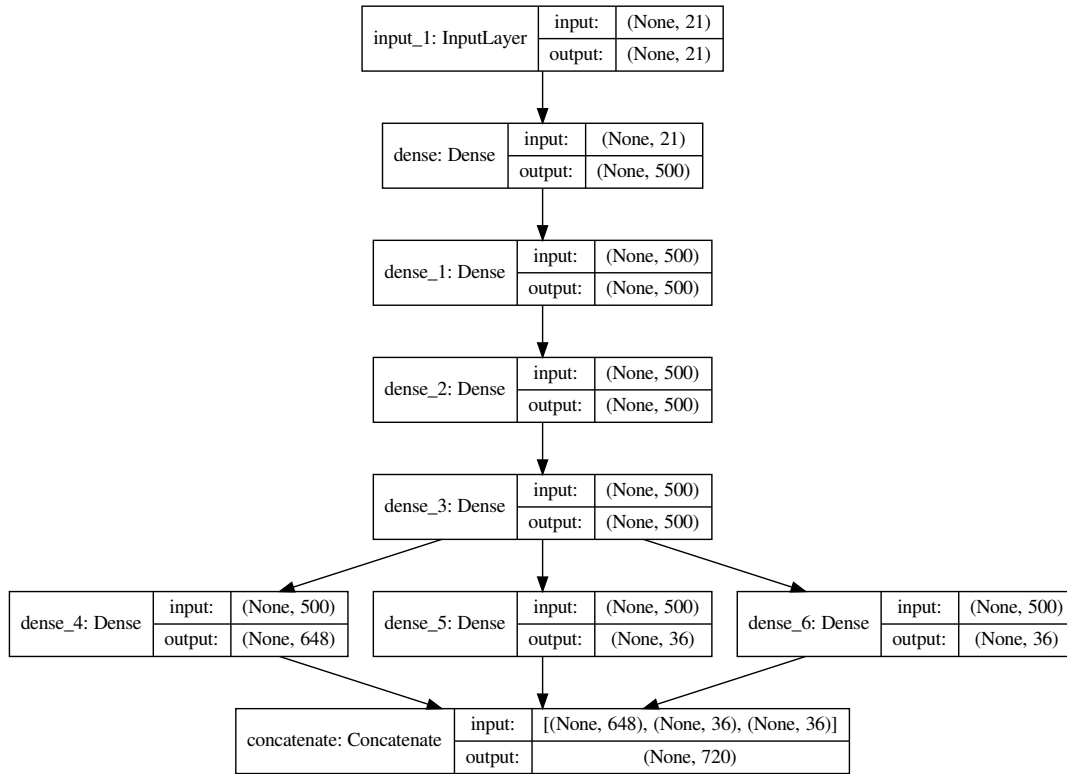 input_1: InputLayer
input: (None, 21)
output: (None, 21)
dense: Dense
input: (None, 21)
output: (None, 500)
dense_1: Dense
input: (None, 500)
output: (None, 500)
dense_2: Dense
input: (None, 500)
output: (None, 500)
dense_3: Dense
input: (None, 500)
output: (None, 500)
dense_4: Dense
input: (None, 500)
output: (None, 648)
dense_5: Dense
input: (None, 500)
output: (None, 36)
dense_6: Dense
input: (None, 500)
output: (None, 36)
concatenate: Concatenate
input: [(None, 648), (None, 36), (None, 36)]
output: (None, 720)